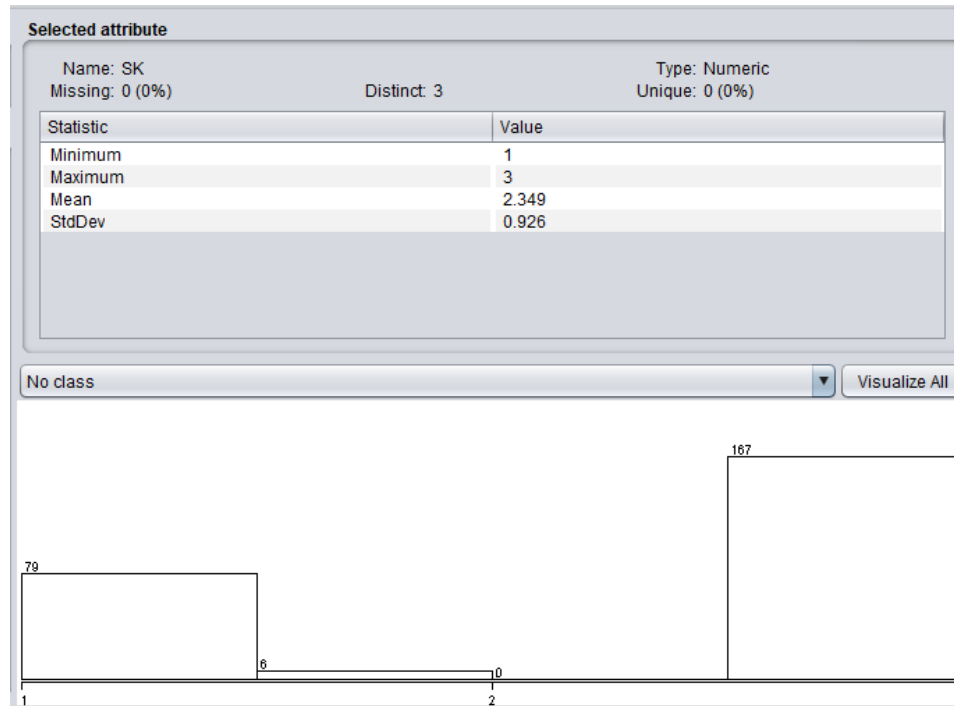 Selected attribute
Name: SK Type: Numeric
Missing: 0 (0%) Distinct: 3 Unique: 0 (0%)
Statistic Value
Minimum 1
Maximum 3
Mean 2.349
StdDev 0.926
No class Visualize All
167
79
6 0
1 2